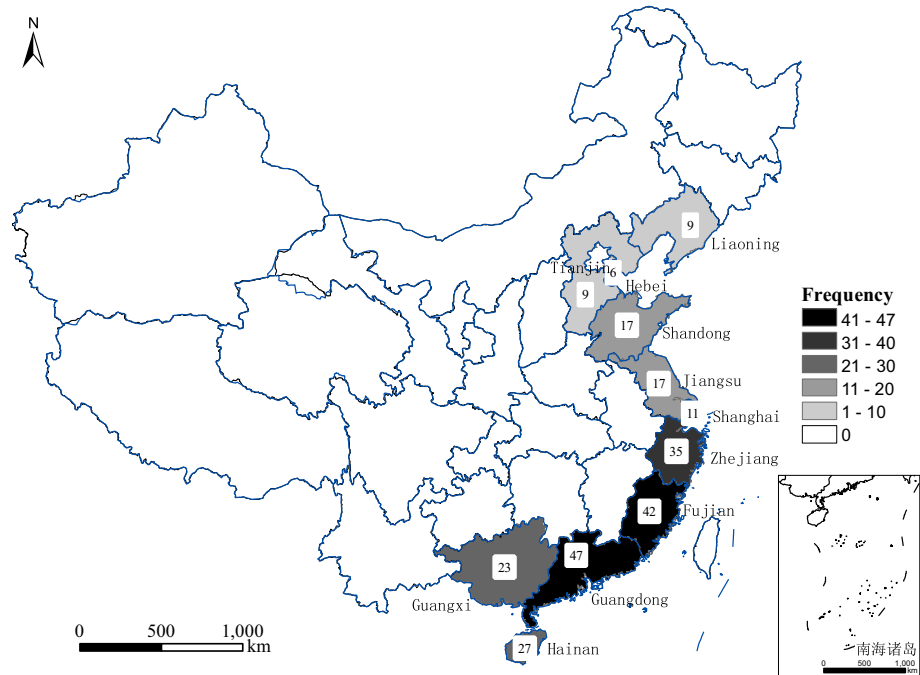 N
9
Liaoning
Tianjin
6
Hebei
9
17
Shandong
17
Jiangsu
11
Shanghai
35
Zhejiang
42
Fujian
47
Guangdong
23
Guangxi
27
Hainan
Frequency
41 - 47
31 - 40
21 - 30
11 - 20
1 - 10
0
0 500 1,000
km
南海诸岛
0 500 1,000
km